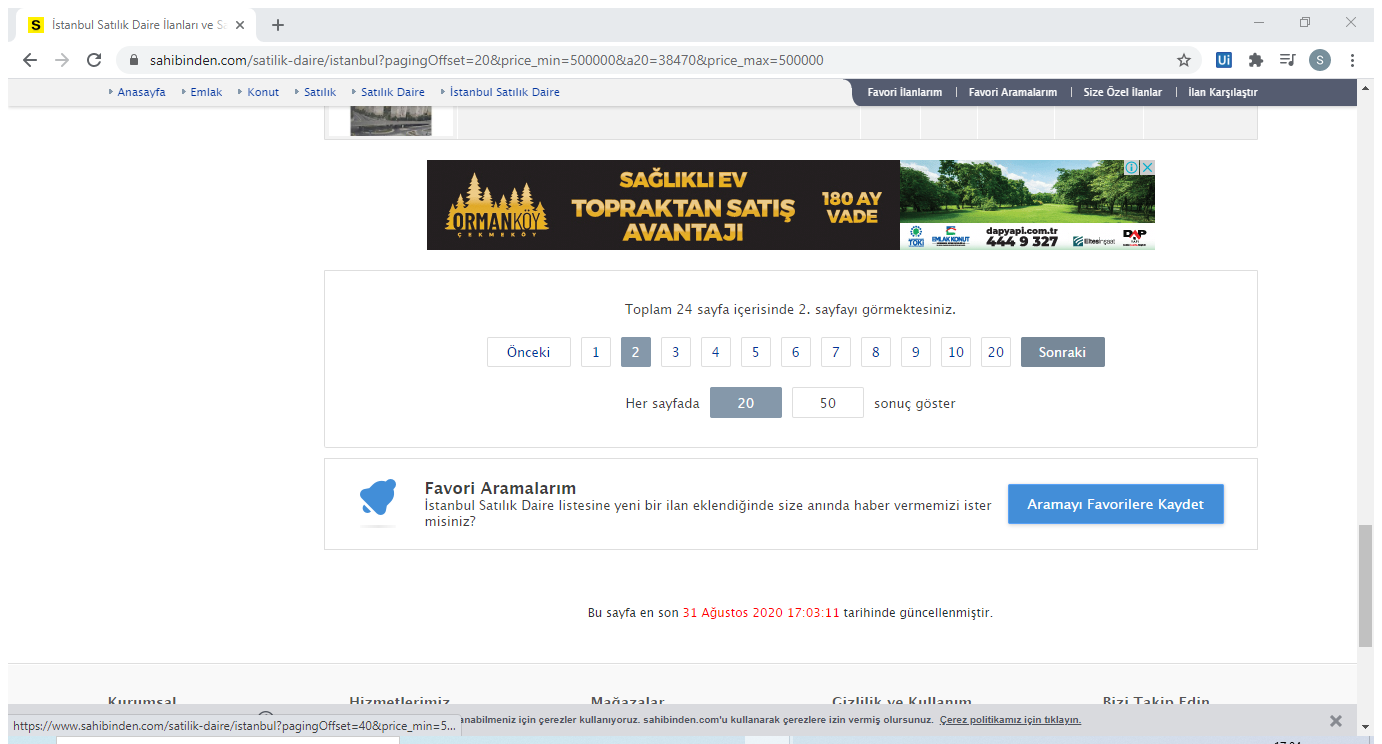 S İstanbul Satılık Daire İlanları ve Sa
sahibinden.com/satilik-daire/istanbul?pagingOffset=20&price_min=500000&a20=38470&price_max=500000
Ui
S
Anasayfa Emlak Konut Satılık Satılık Daire İstanbul Satılık Daire
Favori İlanlarım | Favori Aramalarım | Size Özel İlanlar | İlan Karşılaştır
ORMANKÖY
ÇEKMEKÖY
SAĞLIKLI EV
TOPRAKTAN SATIŞ
AVANTAJI
180 AY
VADE
TOKİ
EMLAK KONUT
dapyapi.com.tr
444 9 327
Eltesinşaat
DAP
Toplam 24 sayfa içerisinde 2. sayfayı görmektesiniz.
Önceki 1 2 3 4 5 6 7 8 9 10 20 Sonraki
Her sayfada 20 50 sonuç göster
Favori Aramalarım
İstanbul Satılık Daire listesine yeni bir ilan eklendiğinde size anında haber vermemizi ister
misiniz?
Aramayı Favorilere Kaydet
Bu sayfa en son 31 Ağustos 2020 17:03:11 tarihinde güncellenmiştir.
Kurumsal Hizmetlerimiz Mağazalar Gizlilik ve Kullanım Bizi Takip Edin
https://www.sahibinden.com/satilik-daire/istanbul?pagingOffset=40&price_min=5...
anabilmeniz için çerezler kullanıyoruz. sahibinden.com'u kullanarak çerezlere izin vermiş olursunuz. Çerez politikamız için tıklayın.